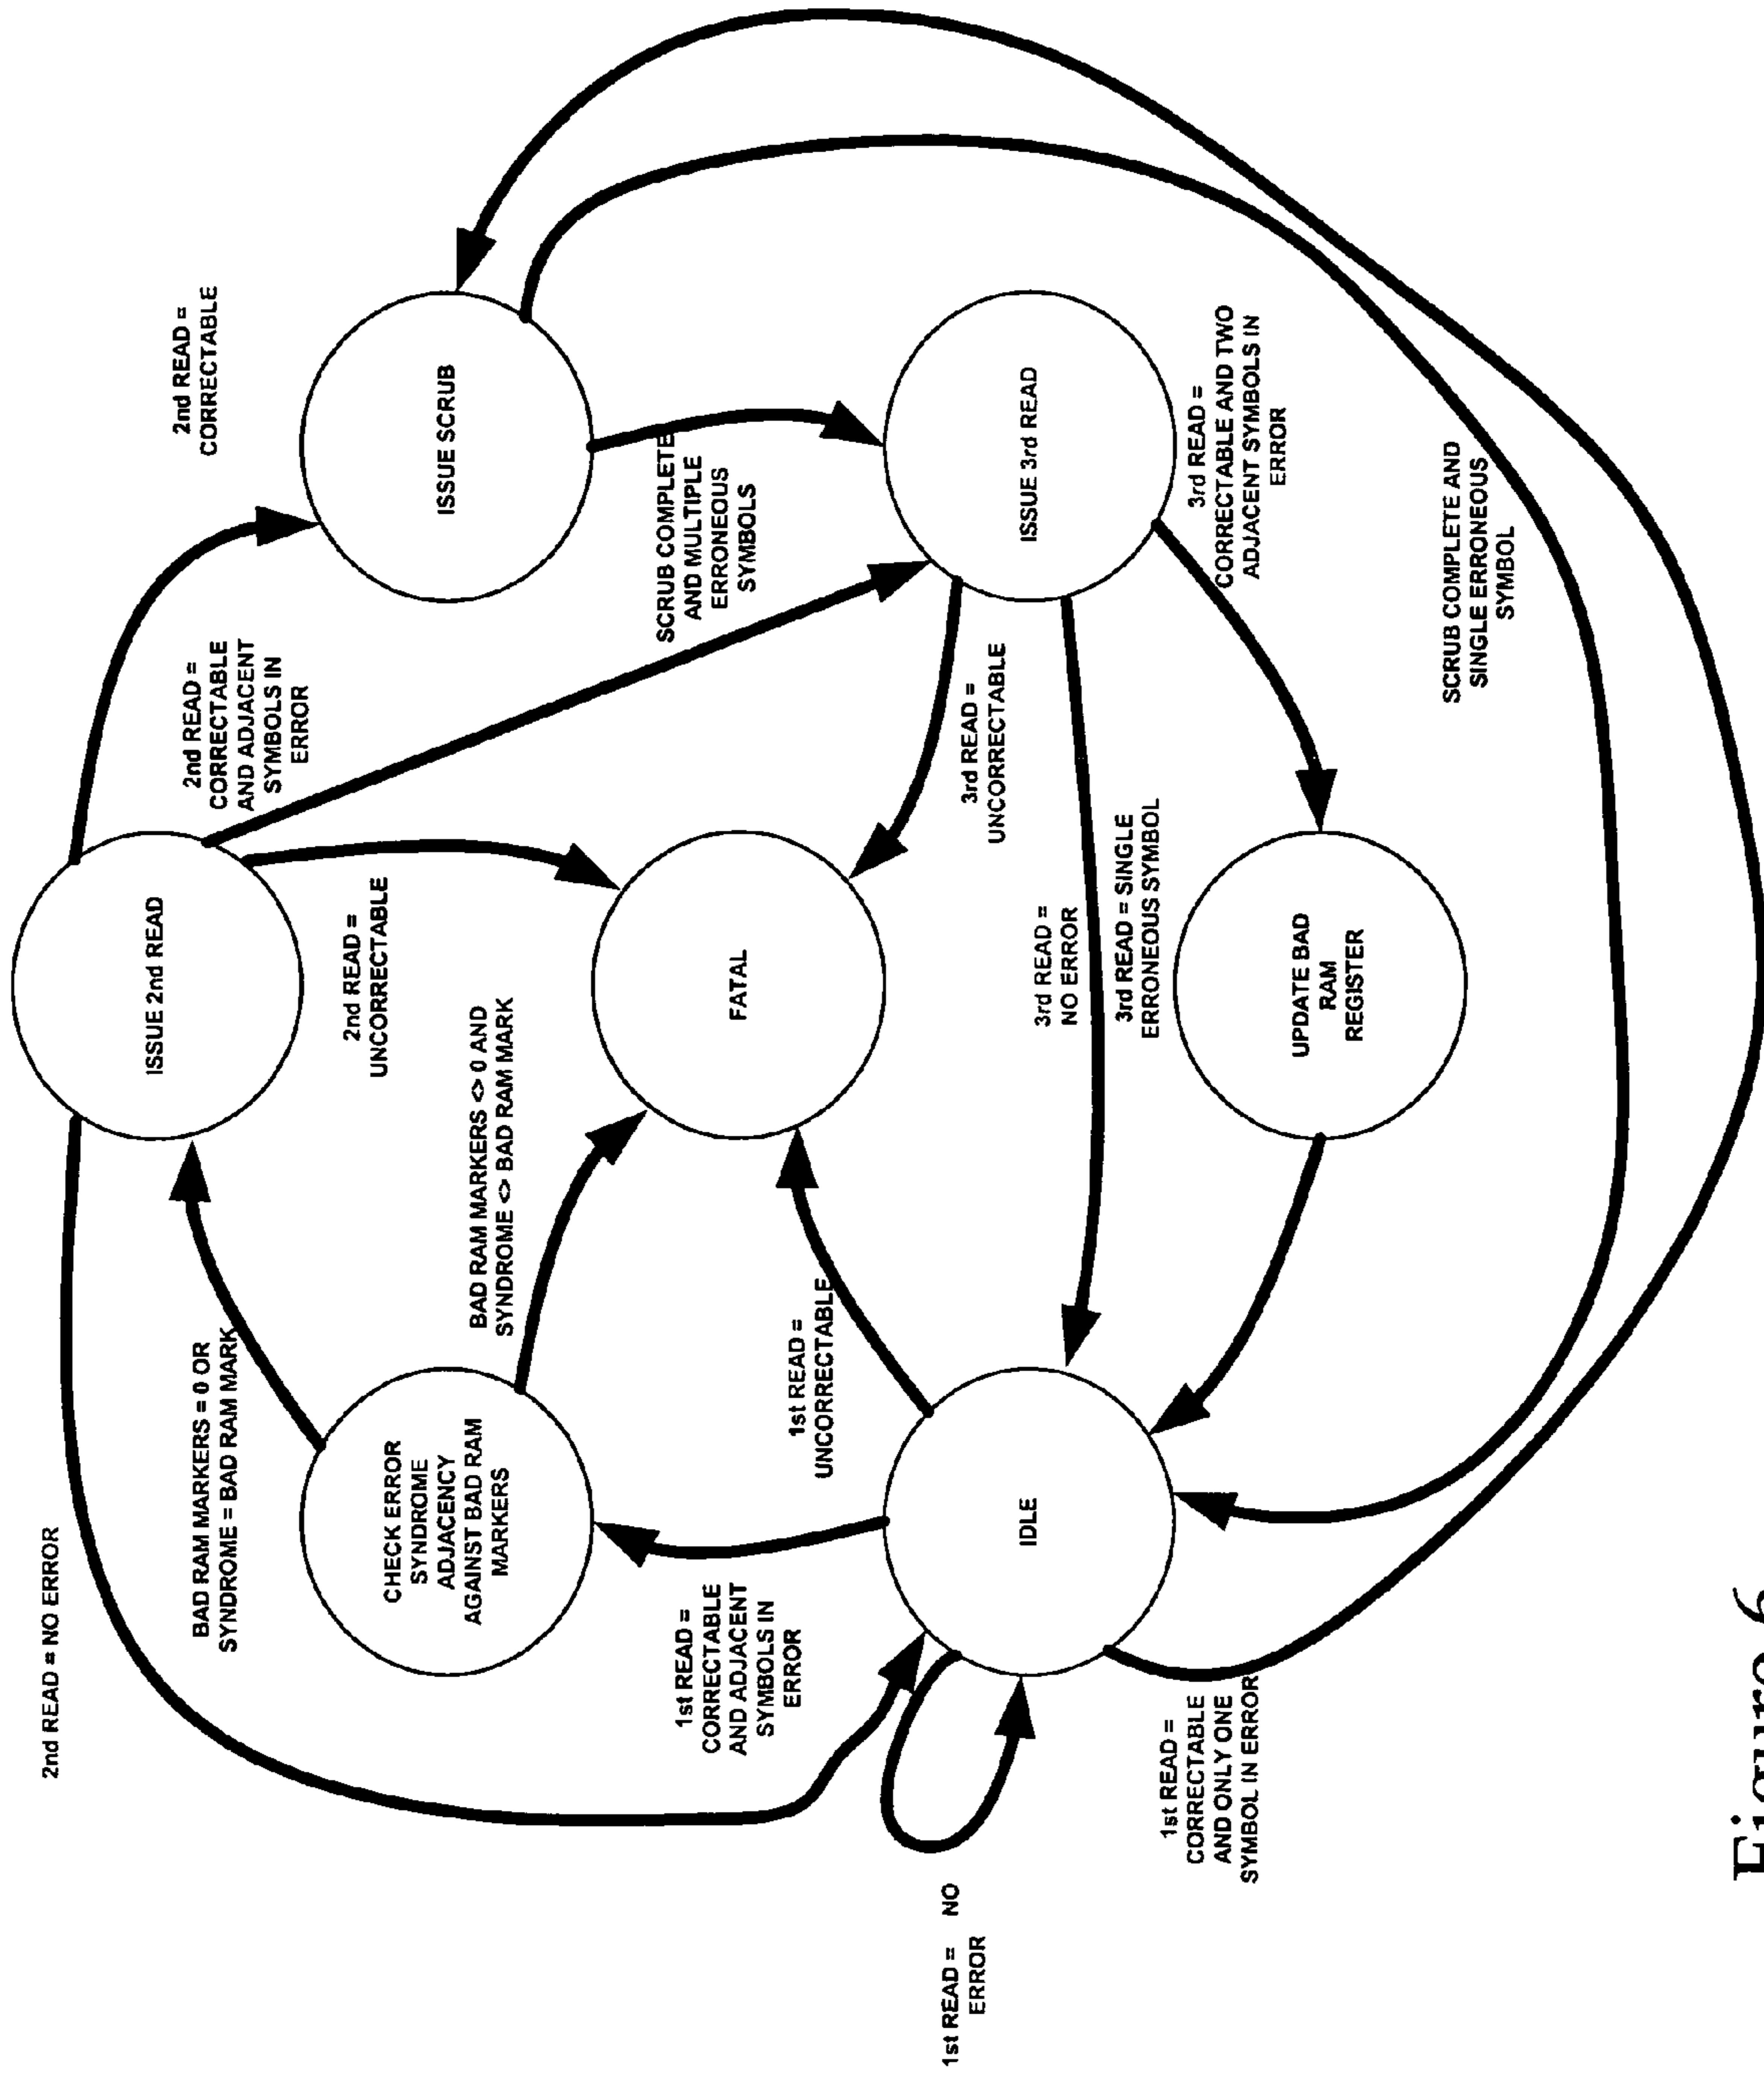 2nd READ = NO ERROR
BAD RAM MARKERS = 0 OR
SYNDROME = BAD RAM MARK
ISSUE 2nd READ
2nd READ =
CORRECTABLE
AND ADJACENT
SYMBOLS IN
ERROR
2nd READ =
CORRECTABLE
2nd READ =
UNCORRECTABLE
CHECK ERROR
SYNDROME
ADJACENCY
AGAINST BAD RAM
MARKERS
BAD RAM MARKERS <> 0 AND
SYNDROME <> BAD RAM MARK
ISSUE SCRUB
1st READ =
CORRECTABLE
AND ADJACENT
SYMBOLS IN
ERROR
1st READ =
UNCORRECTABLE
FATAL
SCRUB COMPLETE
AND MULTIPLE
ERRONEOUS
SYMBOLS
1st READ = NO
ERROR
IDLE
3rd READ =
UNCORRECTABLE
ISSUE 3rd READ
3rd READ =
NO ERROR
3rd READ = SINGLE
ERRONEOUS SYMBOL
1st READ =
CORRECTABLE
AND ONLY ONE
SYMBOL IN ERROR
UPDATE BAD
RAM
REGISTER
3rd READ =
CORRECTABLE AND TWO
ADJACENT SYMBOLS IN
ERROR
SCRUB COMPLETE AND
SINGLE ERRONEOUS
SYMBOL
Figure 6